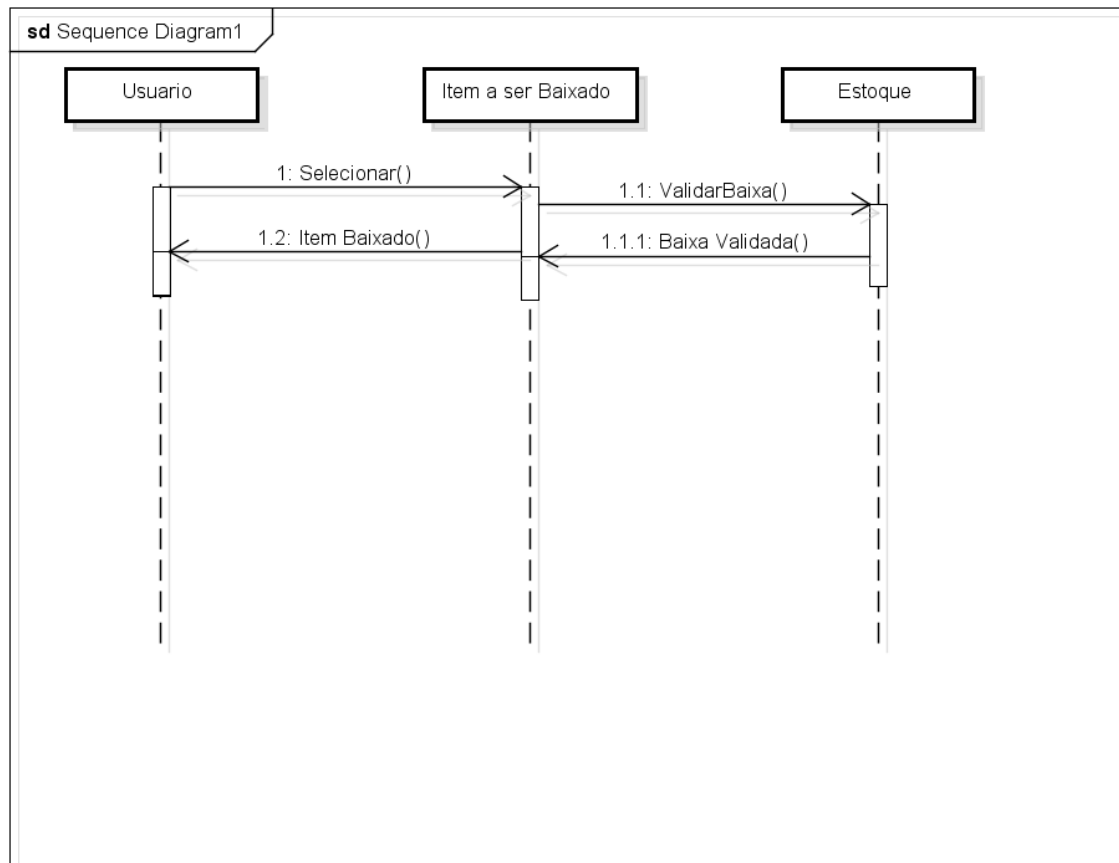 sd Sequence Diagram1
Usuario
Item a ser Baixado
Estoque
1: Selecionar()
1.1: ValidarBaixa()
1.2: Item Baixado()
1.1.1: Baixa Validada()